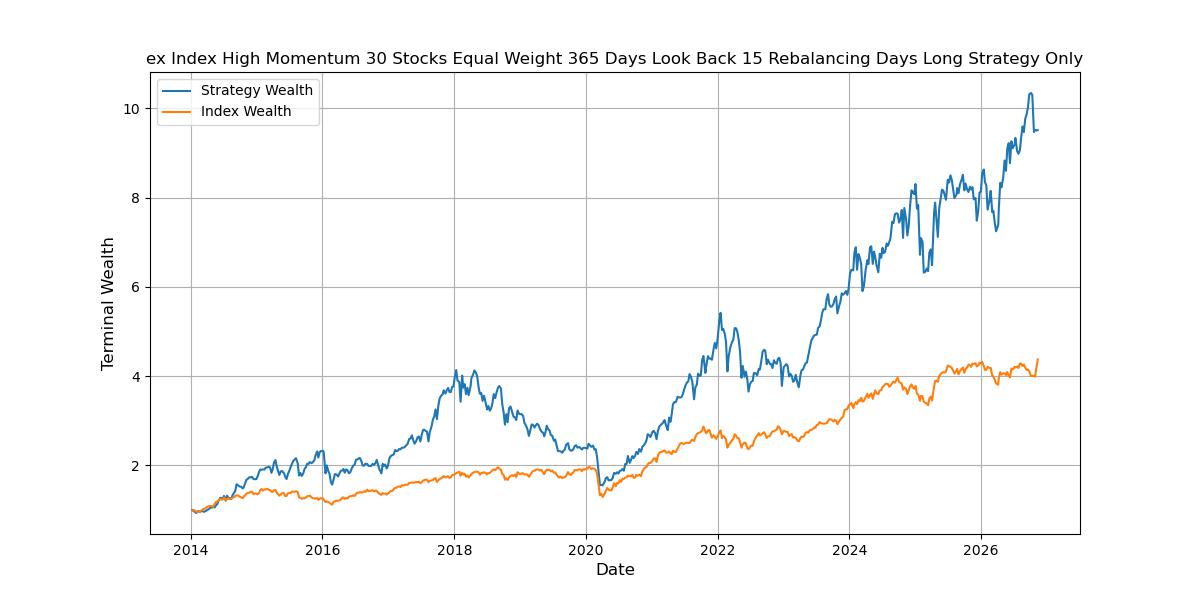 ex Index High Momentum 30 Stocks Equal Weight 365 Days Look Back 15 Rebalancing Days Long Strategy Only
Strategy Wealth
Index Wealth
Terminal Wealth
10
8
6
4
2
2014 2016 2018 2020 2022 2024 2026
Date